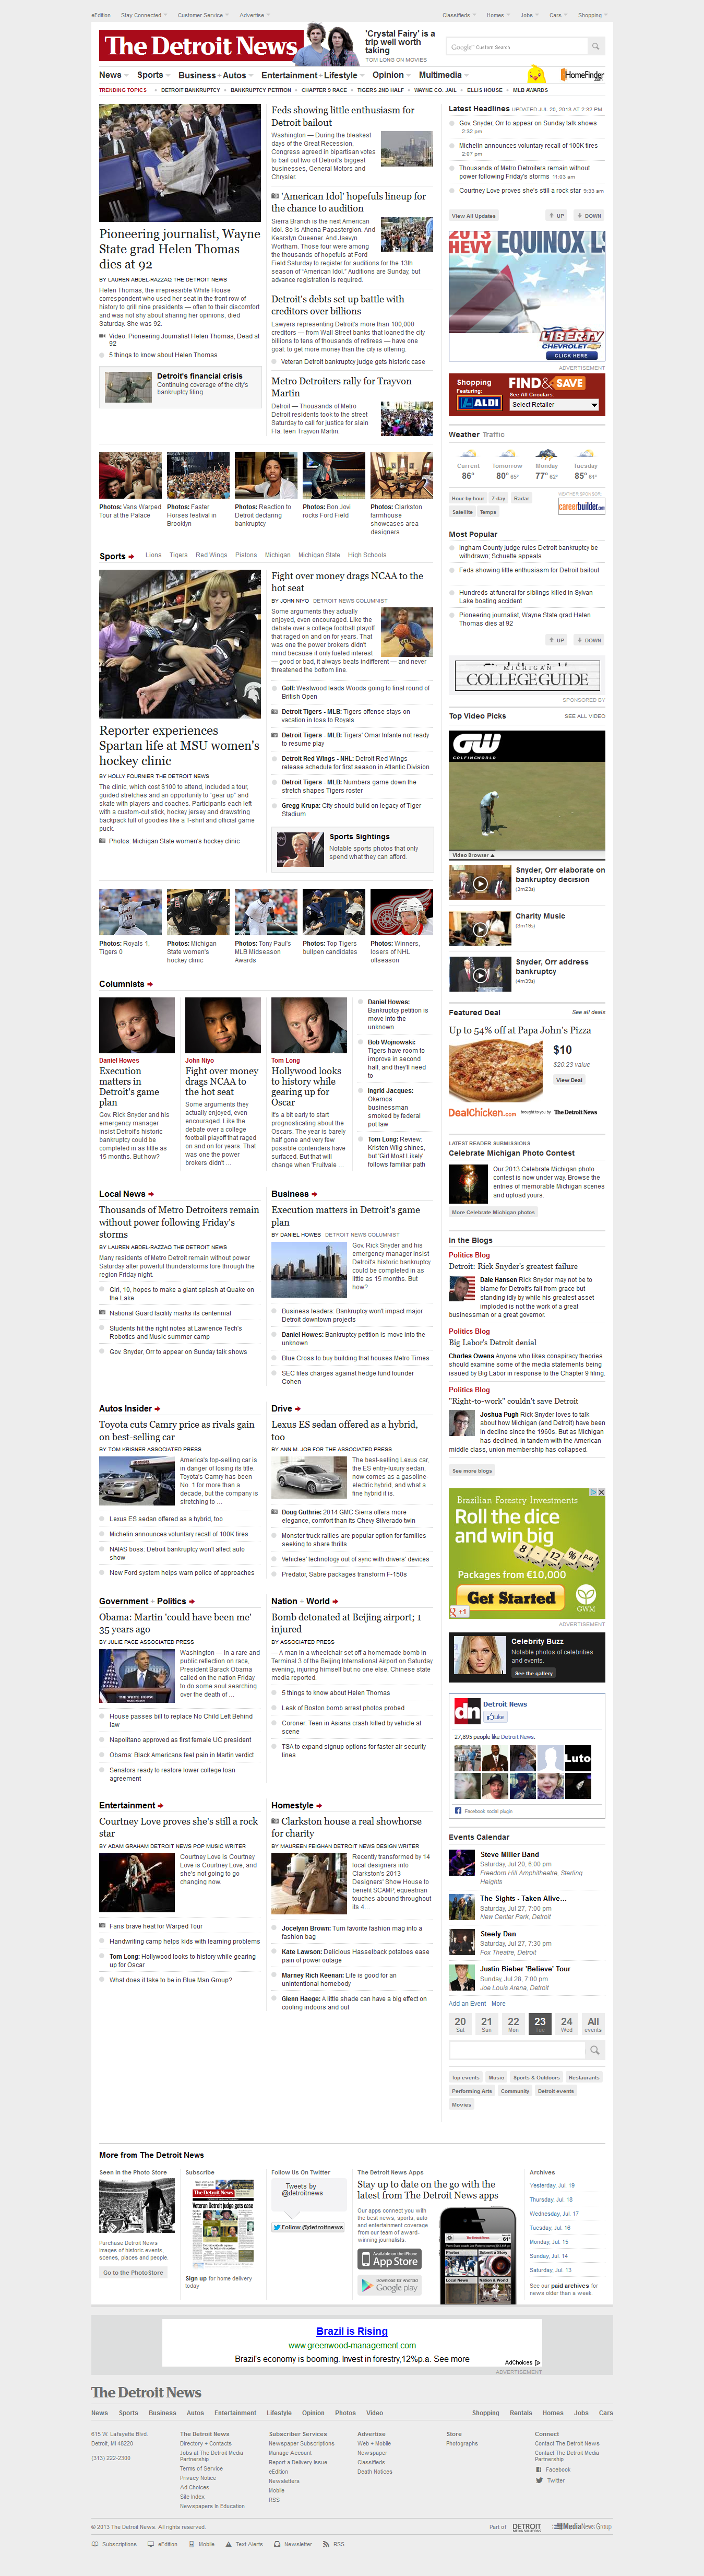 eEdition Stay Connected Customer Service Advertise Classifieds Homes Jobs Cars Shopping
The Detroit News
'Crystal Fairy' is a
trip well worth
taking
TOM LONG ON MOVIES
Google Custom Search
News Sports Business + Autos Entertainment + Lifestyle Opinion Multimedia
HomeFinder.com
TRENDING TOPICS DETROIT BANKRUPTCY BANKRUPTCY PETITION CHAPTER 9 RACE TIGERS 2ND HALF WAYNE CO. JAIL ELLIS HOUSE MLB AWARDS
Pioneering journalist, Wayne
State grad Helen Thomas
dies at 92
BY LAUREN ABDEL-RAZZAQ THE DETROIT NEWS
Helen Thomas, the irrepressible White House
correspondent who used her seat in the front row of
history to grill nine presidents — often to their discomfort
and was not shy about sharing her opinions, died
Saturday. She was 92.
Video: Pioneering Journalist Helen Thomas, Dead at
92
5 things to know about Helen Thomas
Detroit's financial crisis
Continuing coverage of the city's
bankruptcy filing
Feds showing little enthusiasm for
Detroit bailout
Washington — During the bleakest
days of the Great Recession,
Congress agreed in bipartisan votes
to bail out two of Detroit's biggest
businesses, General Motors and
Chrysler.
'American Idol' hopefuls lineup for
the chance to audition
Sierra Branch is the next American
Idol. So is Athena Papassergion. And
Kearstyn Queener. And Jaevyn
Wortham. Those four were among
the thousands of hopefuls at Ford
Field Saturday to register for auditions for the 13th
season of "American Idol." Auditions are Sunday, but
advance registration is required.
Detroit's debts set up battle with
creditors over billions
Lawyers representing Detroit's more than 100,000
creditors — from Wall Street banks that loaned the city
billions to tens of thousands of retirees — have one
goal: to get more money than the city is offering.
Veteran Detroit bankruptcy judge gets historic case
Metro Detroiters rally for Trayvon
Martin
Detroit — Thousands of Metro
Detroit residents took to the street
Saturday to call for justice for slain
Fla. teen Trayvon Martin.
Latest Headlines UPDATED JUL 20, 2013 AT 2:32 PM
Gov. Snyder, Orr to appear on Sunday talk shows
2:32 pm
Michelin announces voluntary recall of 100K tires
2:07 pm
Thousands of Metro Detroiters remain without
power following Friday's storms 11:03 am
Courtney Love proves she's still a rock star 9:33 am
View All Updates UP DOWN
EQUINOX
LIBERTY
CHEVROLET
CLICK HERE
ADVERTISEMENT
Shopping
Featuring:
ALDI
FIND & SAVE
See All Circulars:
Select Retailer
Weather Traffic
Current Tomorrow Monday Tuesday
86° 80° 65° 77° 62° 85° 61°
Hour-by-hour 7-day Radar
Satellite Temps
careerbuilder.com
Photos: Vans Warped
Tour at the Palace
Photos: Faster
Horses festival in
Brooklyn
Photos: Reaction to
Detroit declaring
bankruptcy
Photos: Bon Jovi
rocks Ford Field
Photos: Clarkston
farmhouse
showcases area
designers
Most Popular
Ingham County judge rules Detroit bankruptcy be
withdrawn; Schuette appeals
Feds showing little enthusiasm for Detroit bailout
Hundreds at funeral for siblings killed in Sylvan
Lake boating accident
Pioneering journalist, Wayne State grad Helen
Thomas dies at 92
UP DOWN
MICHIGAN
COLLEGE GUIDE
SPONSORED BY
Sports Lions Tigers Red Wings Pistons Michigan Michigan State High Schools
Reporter experiences
Spartan life at MSU women's
hockey clinic
BY HOLLY FOURNIER THE DETROIT NEWS
The clinic, which cost $100 to attend, included a tour,
guided stretches and an opportunity to "gear up" and
skate with players and coaches. Participants each left
with a custom-cut stick, hockey jersey and drawstring
backpack full of goodies like a T-shirt and official game
puck.
Photos: Michigan State women's hockey clinic
Fight over money drags NCAA to the
hot seat
BY JOHN NIYO DETROIT NEWS COLUMNIST
Some arguments they actually
enjoyed, even encouraged. Like the
debate over a college football playoff
that raged on and on for years. That
was one the power brokers didn't
mind because it only fueled interest
— good or bad, it always beats indifferent — and never
threatened the bottom line.
Golf: Westwood leads Woods going to final round of
British Open
Detroit Tigers - MLB: Tigers offense stays on
vacation in loss to Royals
Detroit Tigers - MLB: Tigers' Omar Infante not ready
to resume play
Detroit Red Wings - NHL: Detroit Red Wings
release schedule for first season in Atlantic Division
Detroit Tigers - MLB: Numbers game down the
stretch shapes Tigers roster
Gregg Krupa: City should build on legacy of Tiger
Stadium
Sports Sightings
Notable sports photos that only
spend what they can afford.
Top Video Picks SEE ALL VIDEO
GW
GOLFINGWORLD
Video Browser
Snyder, Orr elaborate on
bankruptcy decision
(3m23s)
Charity Music
(3m19s)
Snyder, Orr address
bankruptcy
(4m39s)
Photos: Royals 1,
Tigers 0
Photos: Michigan
State women's
hockey clinic
Photos: Tony Paul's
MLB Midseason
Awards
Photos: Top Tigers
bullpen candidates
Photos: Winners,
losers of NHL
offseason
Columnists
Daniel Howes
Execution
matters in
Detroit's game
plan
Gov. Rick Snyder and his
emergency manager
insist Detroit's historic
bankruptcy could be
completed in as little as
15 months. But how?
John Niyo
Fight over money
drags NCAA to
the hot seat
Some arguments they
actually enjoyed, even
encouraged. Like the
debate over a college
football playoff that raged
on and on for years. That
was one the power
brokers didn't ...
Tom Long
Hollywood looks
to history while
gearing up for
Oscar
It's a bit early to start
prognosticating about the
Oscars. The year is barely
half gone and very few
possible contenders have
surfaced. But that will
change when 'Fruitvale ...
Daniel Howes:
Bankruptcy petition is
move into the
unknown
Bob Wojnowski:
Tigers have room to
improve in second
half, and they'll need
to
Ingrid Jacques:
Okemos
businessman
smoked by federal
pot law
Tom Long: Review:
Kristen Wiig shines,
but 'Girl Most Likely'
follows familiar path
Featured Deal See all deals
Up to 54% off at Papa John's Pizza
$10
$20.23 value
View Deal
DealChicken.com brought to you by The Detroit News
LATEST READER SUBMISSIONS
Celebrate Michigan Photo Contest
Our 2013 Celebrate Michigan photo
contest is now under way. Browse the
entries of memorable Michigan scenes
and upload yours.
More Celebrate Michigan photos
Local News
Thousands of Metro Detroiters remain
without power following Friday's
storms
BY LAUREN ABDEL-RAZZAQ THE DETROIT NEWS
Many residents of Metro Detroit remain without power
Saturday after powerful thunderstorms tore through the
region Friday night.
Girl, 10, hopes to make a giant splash at Quake on
the Lake
National Guard facility marks its centennial
Students hit the right notes at Lawrence Tech's
Robotics and Music summer camp
Gov. Snyder, Orr to appear on Sunday talk shows
Business
Execution matters in Detroit's game
plan
BY DANIEL HOWES DETROIT NEWS COLUMNIST
Gov. Rick Snyder and his
emergency manager insist
Detroit's historic bankruptcy
could be completed in as
little as 15 months. But
how?
Business leaders: Bankruptcy won't impact major
Detroit downtown projects
Daniel Howes: Bankruptcy petition is move into the
unknown
Blue Cross to buy building that houses Metro Times
SEC files charges against hedge fund founder
Cohen
In the Blogs
Politics Blog
Detroit: Rick Snyder's greatest failure
Dale Hansen Rick Snyder may not be to
blame for Detroit's fall from grace but
standing idly by while his greatest asset
imploded is not the work of a great
businessman or a great governor.
Politics Blog
Big Labor's Detroit denial
Charles Owens Anyone who likes conspiracy theories
should examine some of the media statements being
issued by Big Labor in response to the Chapter 9 filing.
Politics Blog
"Right-to-work" couldn't save Detroit
Joshua Pugh Rick Snyder loves to talk
about how Michigan (and Detroit) have been
in decline since the 1960s. But as Michigan
has declined, in tandem with the American
middle class, union membership has collapsed.
See more blogs
Autos Insider
Toyota cuts Camry price as rivals gain
on best-selling car
BY TOM KRISHER ASSOCIATED PRESS
America's top-selling car is
in danger of losing its title.
Toyota's Camry has been
No. 1 for more than a
decade, but the company is
stretching to ...
Lexus ES sedan offered as a hybrid, too
Michelin announces voluntary recall of 100K tires
NAIAS boss: Detroit bankruptcy won't affect auto
show
New Ford system helps warn police of approaches
Drive
Lexus ES sedan offered as a hybrid,
too
BY ANN M. JOB FOR THE ASSOCIATED PRESS
The best-selling Lexus car,
the ES entry-luxury sedan,
now comes as a gasoline-
electric hybrid, and what a
fine hybrid it is.
Doug Guthrie: 2014 GMC Sierra offers more
elegance, comfort than its Chevy Silverado twin
Monster truck rallies are popular option for families
seeking to share thrills
Vehicles' technology out of sync with drivers' devices
Predator, Sabre packages transform F-150s
Brazilian Forestry Investments
Roll the dice
and win big
8% - 12% p.a.
Packages from €10,000
Get Started
GWM
+1
ADVERTISEMENT
Celebrity Buzz
Notable photos of celebrities
and events.
See the gallery
Government + Politics
Obama: Martin 'could have been me'
35 years ago
BY JULIE PACE ASSOCIATED PRESS
Washington — In a rare and
public reflection on race,
President Barack Obama
called on the nation Friday
to do some soul searching
over the death of ...
House passes bill to replace No Child Left Behind
law
Napolitano approved as first female UC president
Obama: Black Americans feel pain in Martin verdict
Senators ready to restore lower college loan
agreement
Nation + World
Bomb detonated at Beijing airport; 1
injured
BY ASSOCIATED PRESS
— A man in a wheelchair set off a homemade bomb in
Terminal 3 of the Beijing International Airport on Saturday
evening, injuring himself but no one else, Chinese state
media reported.
5 things to know about Helen Thomas
Leak of Boston bomb arrest photos probed
Coroner: Teen in Asiana crash killed by vehicle at
scene
TSA to expand signup options for faster air security
lines
Detroit News
Like
27,895 people like Detroit News.
Luto
Facebook social plugin
Entertainment
Courtney Love proves she's still a rock
star
BY ADAM GRAHAM DETROIT NEWS POP MUSIC WRITER
Courtney Love is Courtney
Love is Courtney Love, and
she's not going to go
changing now.
Fans brave heat for Warped Tour
Handwriting camp helps kids with learning problems
Tom Long: Hollywood looks to history while gearing
up for Oscar
What does it take to be in Blue Man Group?
Homestyle
Clarkston house a real showhorse
for charity
BY MAUREEN FEIGHAN DETROIT NEWS DESIGN WRITER
Recently transformed by 14
local designers into
Clarkston's 2013
Designers' Show House to
benefit SCAMP, equestrian
touches abound throughout
its 4...
Jocelynn Brown: Turn favorite fashion mag into a
fashion bag
Kate Lawson: Delicious Hasselback potatoes ease
pain of power outage
Marney Rich Keenan: Life is good for an
unintentional homebody
Glenn Haege: A little shade can have a big effect on
cooling indoors and out
Events Calendar
Steve Miller Band
Saturday, Jul 20, 6:00 pm
Freedom Hill Amphitheatre, Sterling
Heights
The Sights - Taken Alive...
Saturday, Jul 27, 7:00 pm
New Center Park, Detroit
Steely Dan
Saturday, Jul 27, 7:30 pm
Fox Theatre, Detroit
Justin Bieber 'Believe' Tour
Sunday, Jul 28, 7:00 pm
Joe Louis Arena, Detroit
Add an Event More
20 21 22 23 24 All
Sat Sun Mon Tue Wed events
Top events Music Sports & Outdoors Restaurants
Performing Arts Community Detroit events
Movies
More from The Detroit News
Seen in the Photo Store
Purchase Detroit News
images of historic events,
scenes, places and people.
Go to the PhotoStore
Subscribe
Sign up for home delivery
today
Follow Us On Twitter
Tweets by
@detroitnews
Follow @detroitnews
The Detroit News Apps
Stay up to date on the go with the
latest from The Detroit News apps
Our apps connect you with
the best news, sports, auto
and entertainment coverage
from our team of award-
winning journalists.
Available on the iPhone
App Store
Download for Android
Google play
Archives
Yesterday, Jul. 19
Thursday, Jul. 18
Wednesday, Jul. 17
Tuesday, Jul. 16
Monday, Jul. 15
Sunday, Jul. 14
Saturday, Jul. 13
See our paid archives for
news older than a week.
Brazil is Rising
www.greenwood-management.com
Brazil's economy is booming. Invest in forestry,12%p.a. See more
AdChoices
ADVERTISEMENT
The Detroit News
News Sports Business Autos Entertainment Lifestyle Opinion Photos Video Shopping Rentals Homes Jobs Cars
615 W. Lafayette Blvd.
Detroit, MI 48226
(313) 222-2300
The Detroit News
Directory + Contacts
Jobs at The Detroit Media
Partnership
Terms of Service
Privacy Notice
Ad Choices
Site Index
Newspapers In Education
Subscriber Services
Newspaper Subscriptions
Manage Account
Report a Delivery Issue
eEdition
Newsletters
Mobile
RSS
Advertise
Web + Mobile
Newspaper
Classifieds
Death Notices
Store
Photographs
Connect
Contact The Detroit News
Contact The Detroit Media
Partnership
Facebook
Twitter
© 2013 The Detroit News. All rights reserved. Part of DETROIT MediaNews Group
Subscriptions eEdition Mobile Text Alerts Newsletter RSS